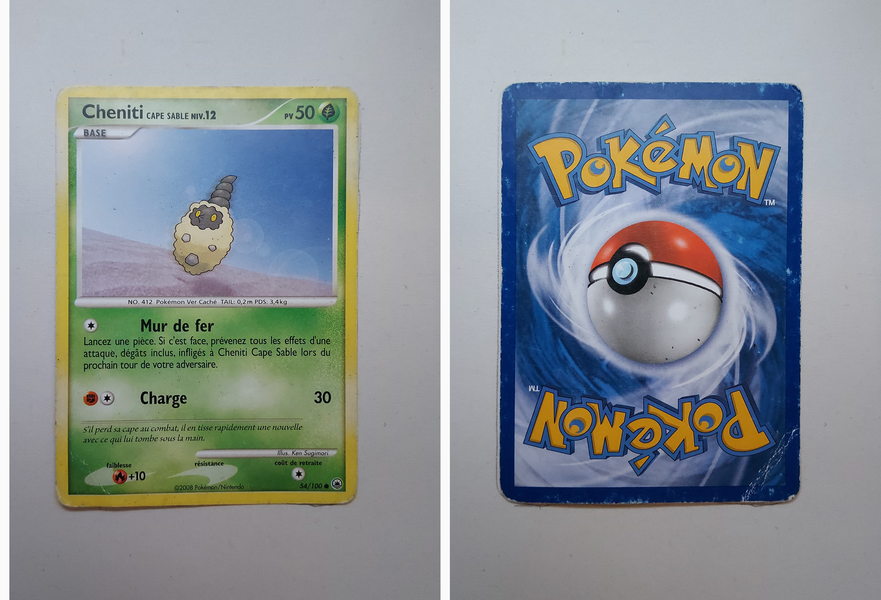 Cheniti CAPE SABLE NIV.12 PV 50
BASE
NO. 412 Pokémon Ver Caché TAIL: 0,2m PDS: 3,4kg
Mur de fer
Lancez une pièce. Si c'est face, prévenez tous les effets d'une
attaque, dégâts inclus, infligés à Cheniti Cape Sable lors du
prochain tour de votre adversaire.
Charge 30
S'il perd sa cape au combat, il en tisse rapidement une nouvelle
avec ce qui lui tombe sous la main.
Illus. Ken Sugimori
faiblesse résistance coût de retraite
+10
©2008 Pokémon/Nintendo 54/100
POKéMON
TM
TM
POKéMON